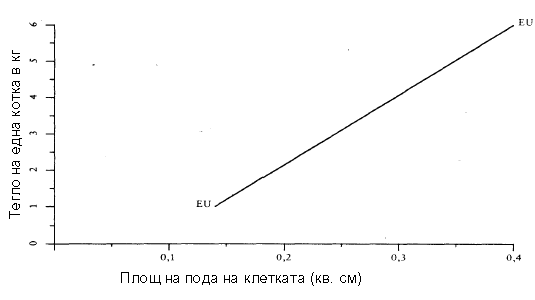 Тегло на една котка в кг
6
5
4
3
2
1
0
EU
EU
0,1
0,2
0,3
0,4
Площ на пода на клетката (кв. см)